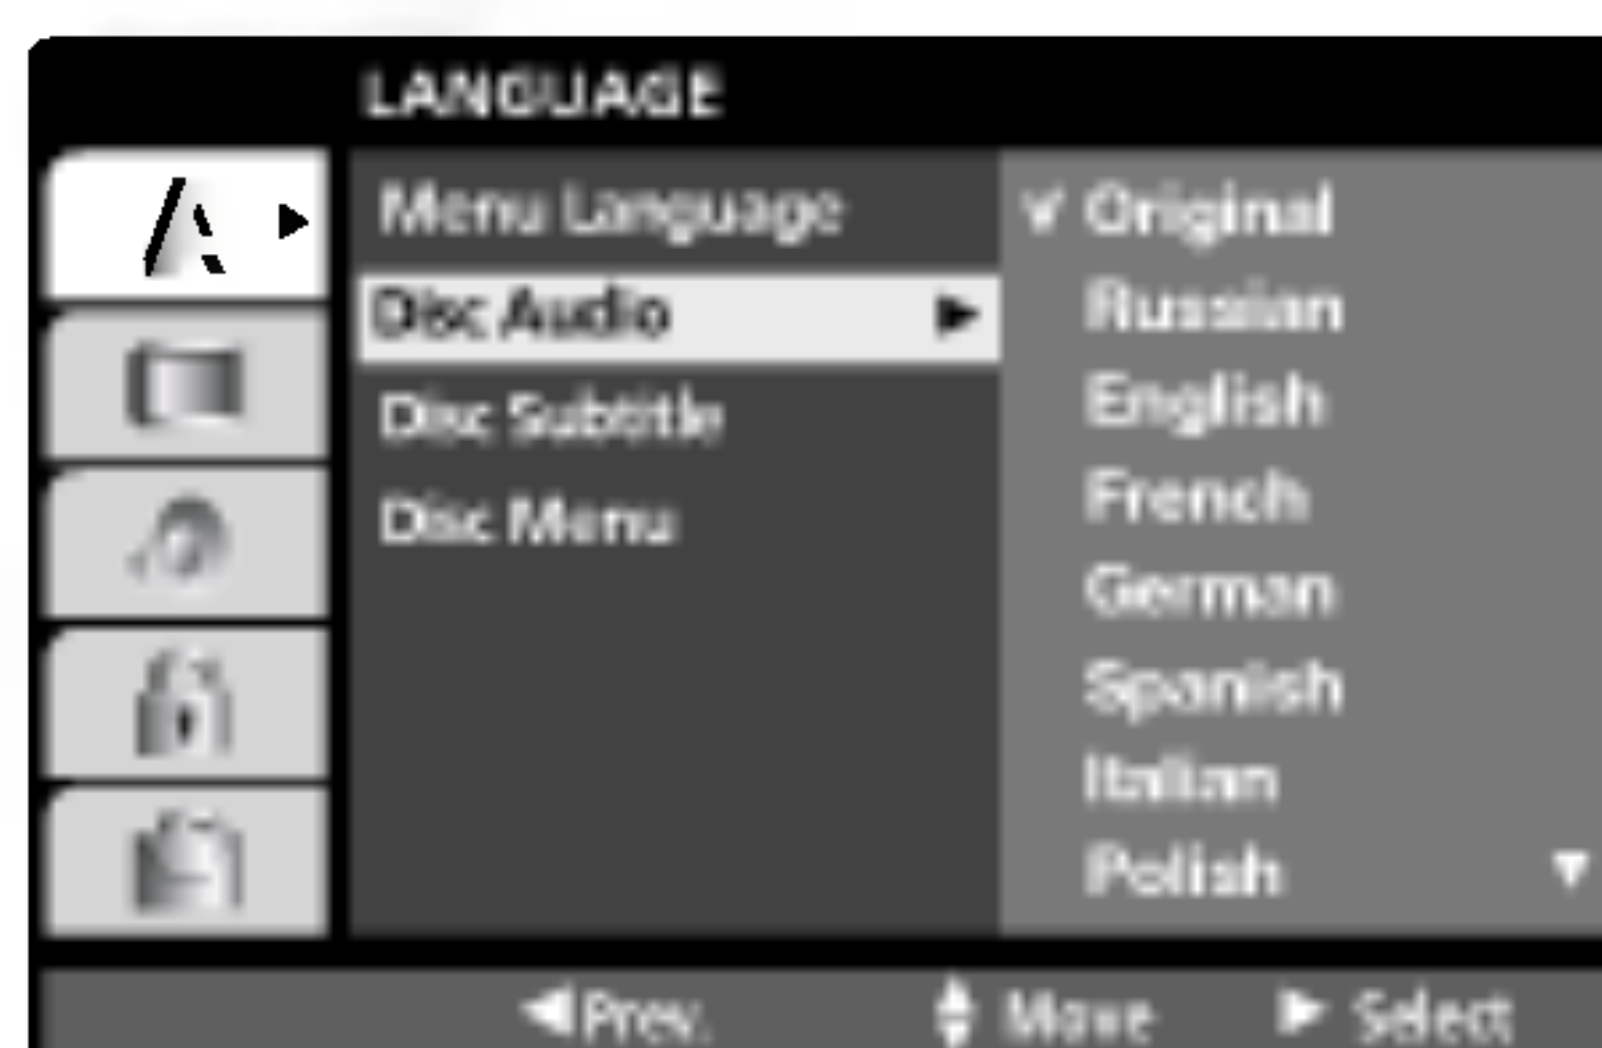 LANGUAGE
Menu Language
Disc Audio ►
Disc Subtitle
Disc Menu
V Original
Russian
English
French
German
Spanish
Italian
Polish ▼
◄ Prev.
Move
► Select